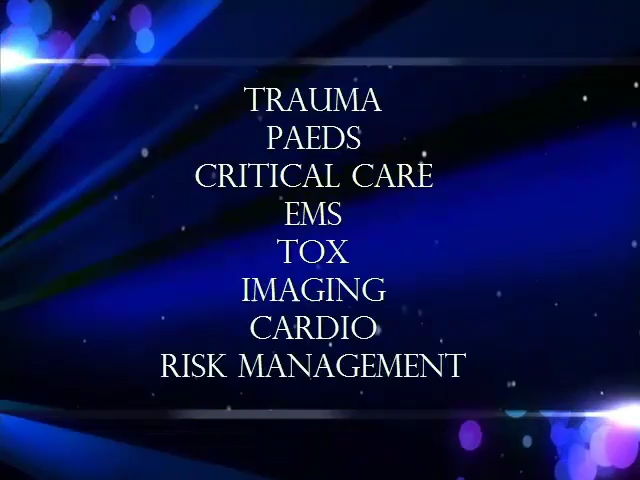 TRAUMA
PAEDS
CRITICAL CARE
EMS
TOX
IMAGING
CARDIO
RISK MANAGEMENT